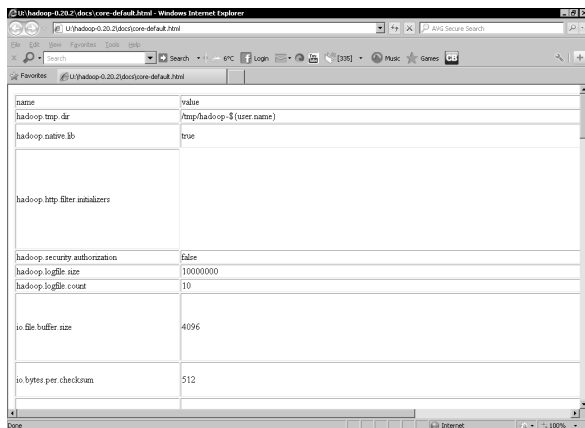 U:\hadoop-0.20.2\docs\core-default.html - Windows Internet Explorer
U:\hadoop-0.20.2\docs\core-default.html
AVG Secure Search
File Edit View Favorites Tools Help
Search Search 6°C Login [335] Music Games
Favorites U:\hadoop-0.20.2\docs\core-default.html
name value
hadoop.tmp.dir /tmp/hadoop-${user.name}
hadoop.native.lib true
hadoop.http.filter.initializers
hadoop.security.authorization false
hadoop.logfile.size 10000000
hadoop.logfile.count 10
io.file.buffer.size 4096
io.bytes.per.checksum 512
Done Internet 100%